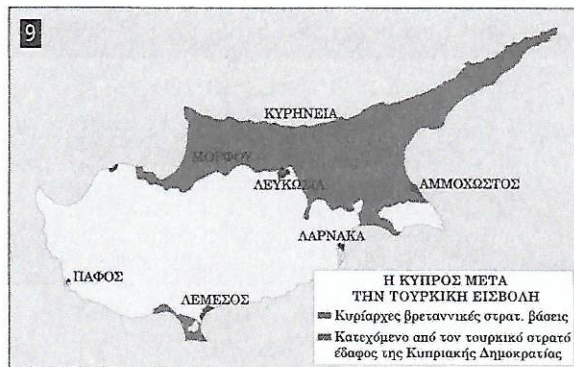 9
ΚΥΡΗΝΕΙΑ
ΜΟΡΦΟΥ
ΛΕΥΚΩΣΙΑ
ΑΜΜΟΧΩΣΤΟΣ
ΛΑΡΝΑΚΑ
ΠΑΦΟΣ
ΛΕΜΕΣΟΣ
Η ΚΥΠΡΟΣ ΜΕΤΑ
ΤΗΝ ΤΟΥΡΚΙΚΗ ΕΙΣΒΟΛΗ
Κυρίαρχες βρεταννικές στρατ. βάσεις
Κατεχόμενο από τον τουρκικό στρατό
έδαφος της Κυπριακής Δημοκρατίας